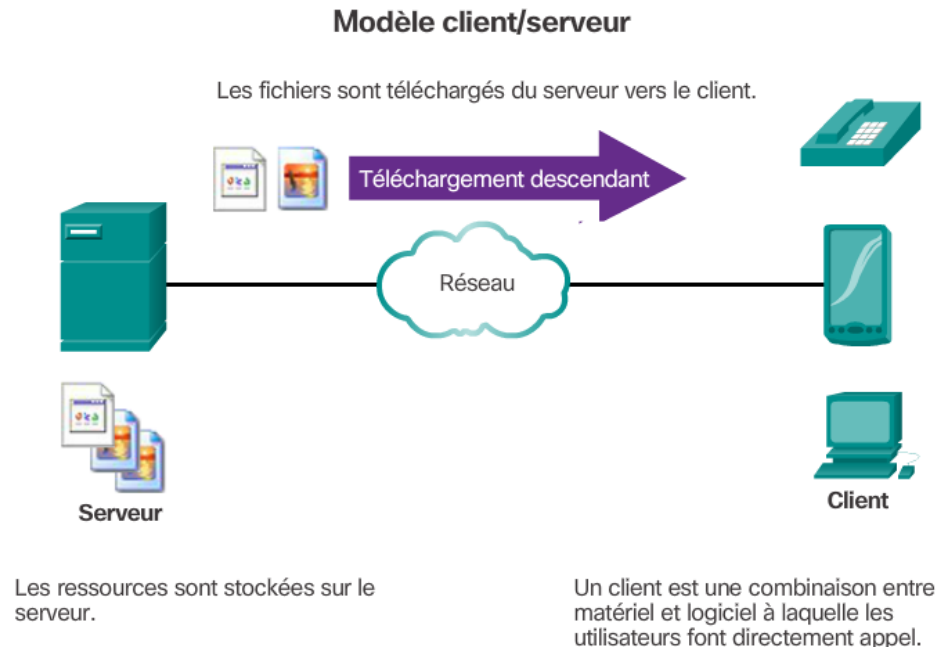 Modèle client/serveur
Les fichiers sont téléchargés du serveur vers le client.
Téléchargement descendant
Réseau
Serveur
Client
Les ressources sont stockées sur le
serveur.
Un client est une combinaison entre
matériel et logiciel à laquelle les
utilisateurs font directement appel.